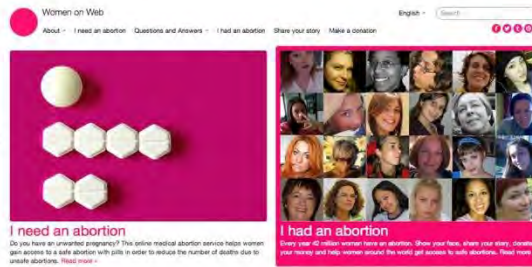 Women on Web
English
Search
About
I need an abortion
Questions and Answers
I had an abortion
Share your story
Make a donation
I need an abortion
Do you have an unwanted pregnancy? This online medical abortion service helps women
gain access to a safe abortion with pills in order to reduce the number of deaths due to
unsafe abortions. Read more »
I had an abortion
Every year 42 million women have an abortion. Show your face, share your story, donate
your money and help women around the world get access to safe abortions. Read more